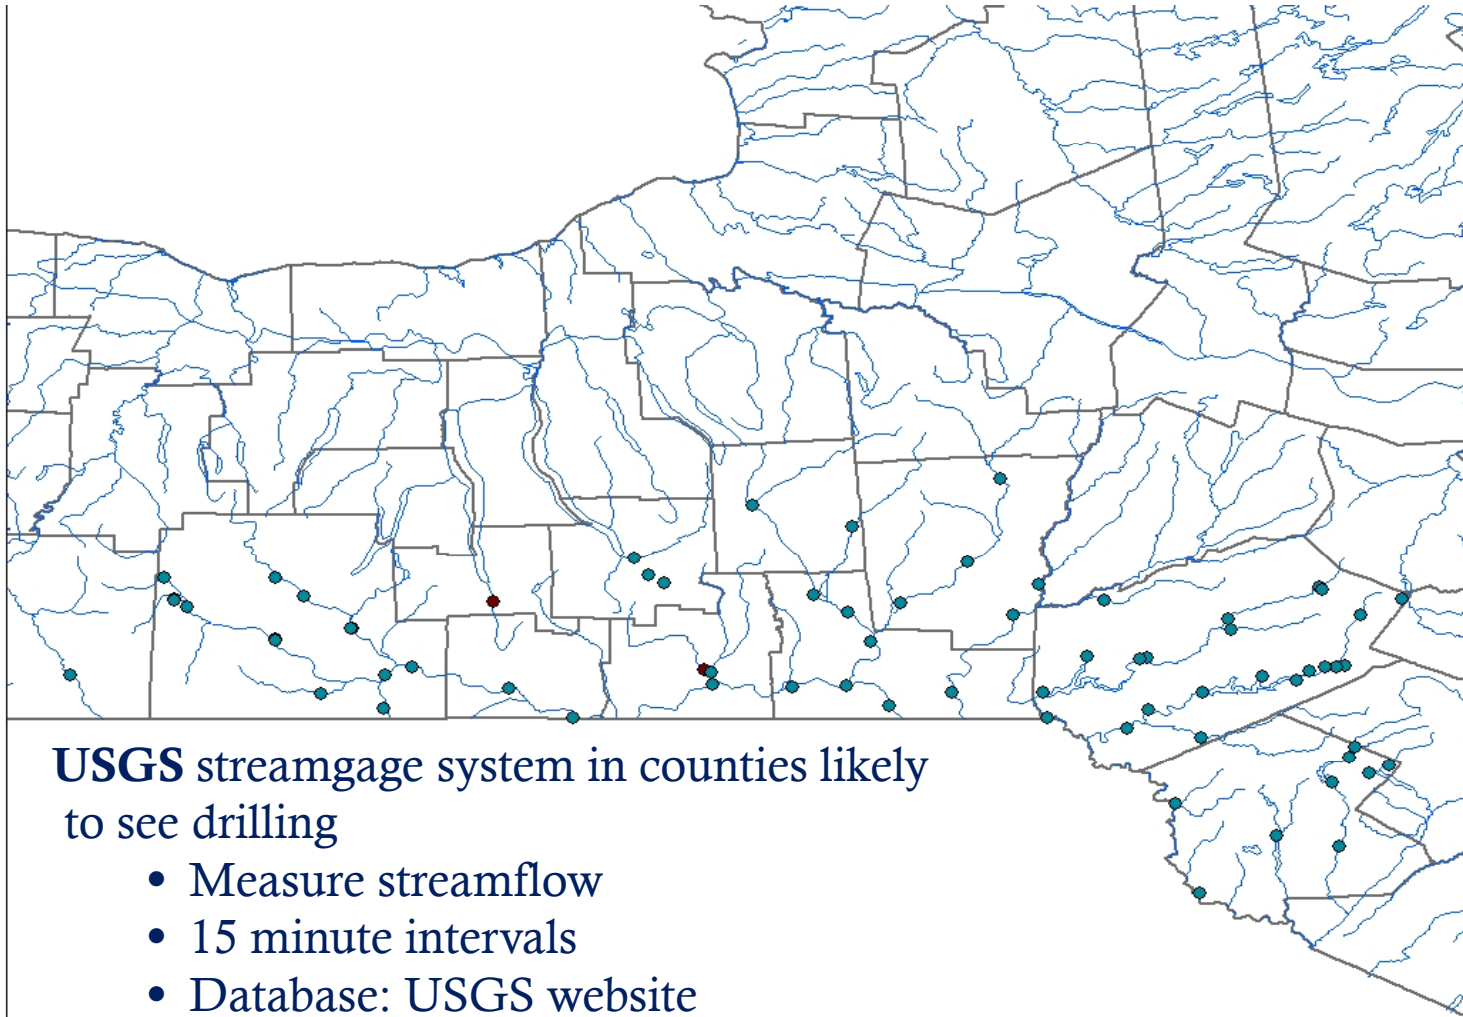 USGS streamgage system in counties likely
to see drilling
• Measure streamflow
• 15 minute intervals
• Database: USGS website